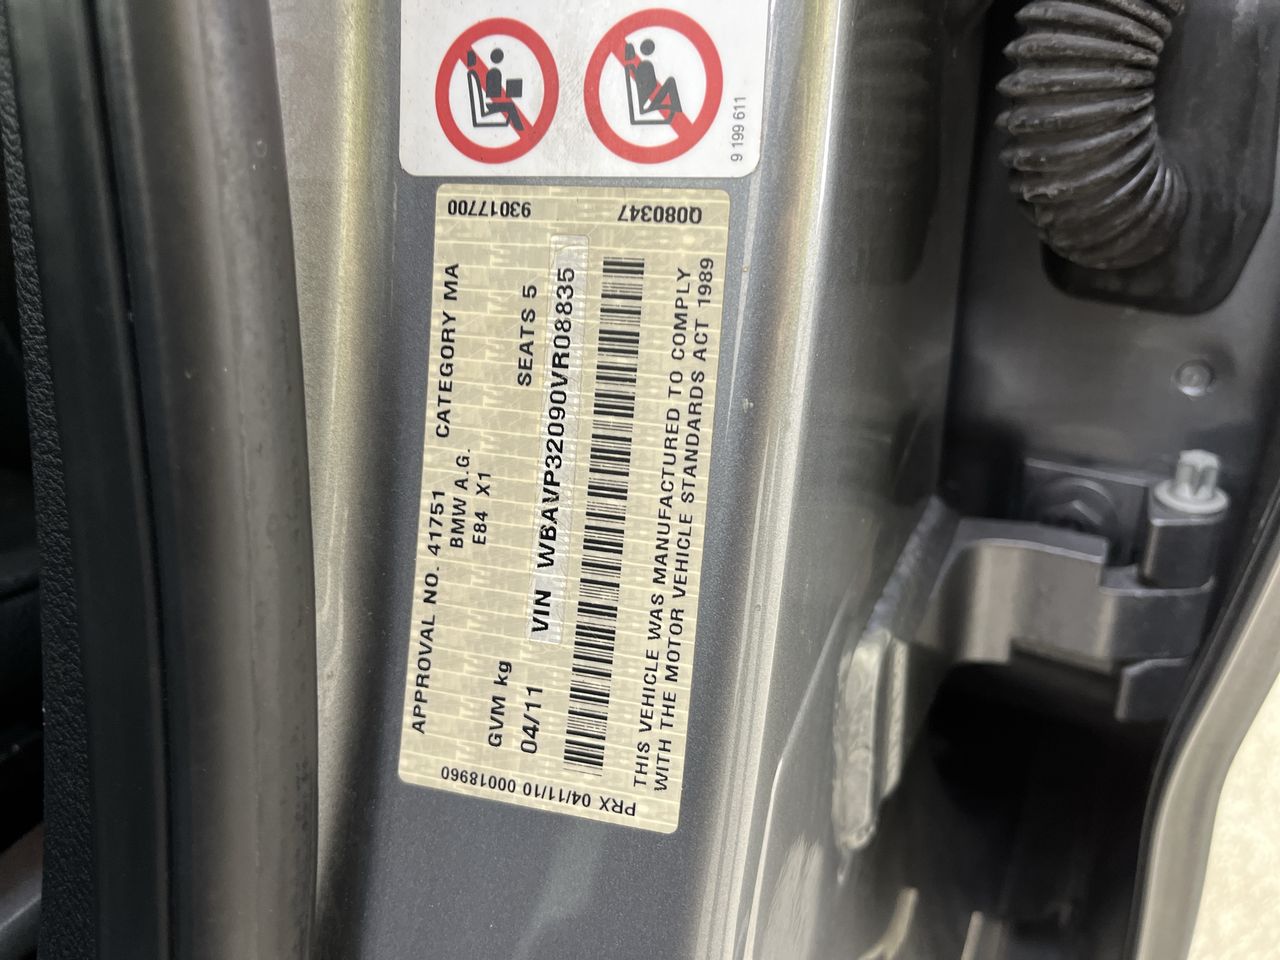 9 199 611
93017700
Q080347
APPROVAL NO. 41751 CATEGORY MA
BMW A.G.
E84 X1
GVM kg
04/11 SEATS 5
VIN WBAVP32090VR08835
THIS VEHICLE WAS MANUFACTURED TO COMPLY
WITH THE MOTOR VEHICLE STANDARDS ACT 1989
PRX 04/11/10 00018960